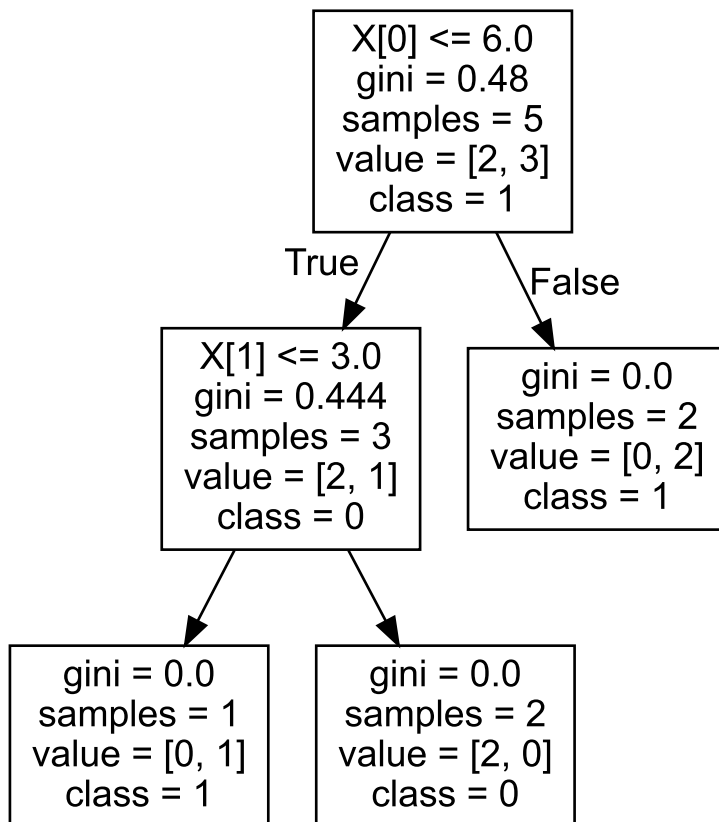 X[0] <= 6.0
gini = 0.48
samples = 5
value = [2, 3]
class = 1
True
False
X[1] <= 3.0
gini = 0.444
samples = 3
value = [2, 1]
class = 0
gini = 0.0
samples = 2
value = [0, 2]
class = 1
gini = 0.0
samples = 1
value = [0, 1]
class = 1
gini = 0.0
samples = 2
value = [2, 0]
class = 0